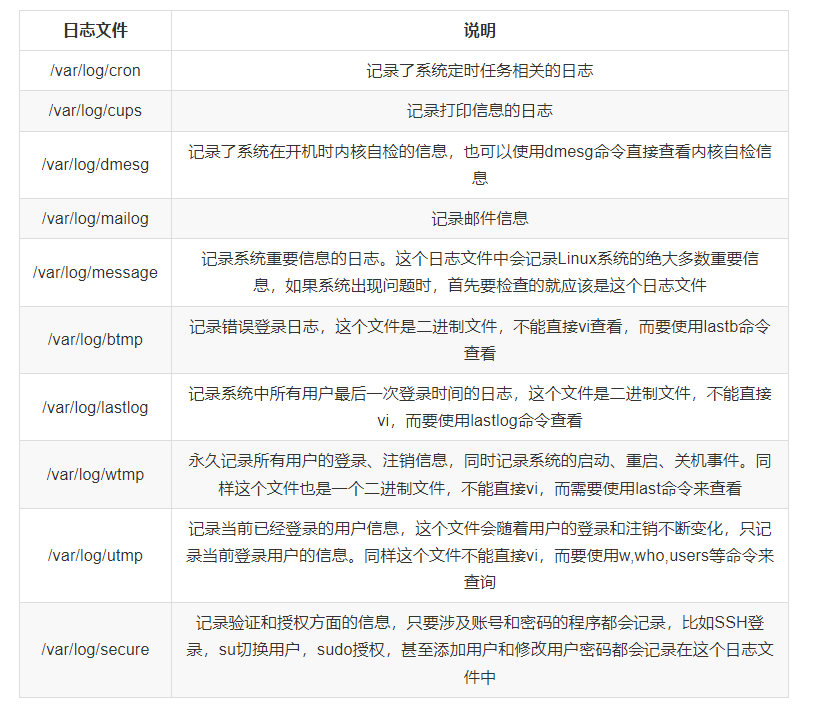 日志文件
说明
/var/log/cron
记录了系统定时任务相关的日志
/var/log/cups
记录打印信息的日志
/var/log/dmesg
记录了系统在开机时内核自检的信息，也可以使用dmesg命令直接查看内核自检信
息
/var/log/mailog
记录邮件信息
/var/log/message
记录系统重要信息的日志。这个日志文件中会记录Linux系统的绝大多数重要信
息，如果系统出现问题时，首先要检查的就应该是这个日志文件
/var/log/btmp
记录错误登录日志，这个文件是二进制文件，不能直接vi查看，而要使用lastb命令
查看
/var/log/lastlog
记录系统中所有用户最后一次登录时间的日志，这个文件是二进制文件，不能直接
vi，而要使用lastlog命令查看
/var/log/wtmp
永久记录所有用户的登录、注销信息，同时记录系统的启动、重启、关机事件。同
样这个文件也是一个二进制文件，不能直接vi，而需要使用last命令来查看
/var/log/utmp
记录当前已经登录的用户信息，这个文件会随着用户的登录和注销不断变化，只记
录当前登录用户的信息。同样这个文件不能直接vi，而要使用w,who,users等命令来
查询
/var/log/secure
记录验证和授权方面的信息，只要涉及账号和密码的程序都会记录，比如SSH登
录，su切换用户，sudo授权，甚至添加用户和修改用户密码都会记录在这个日志文
件中